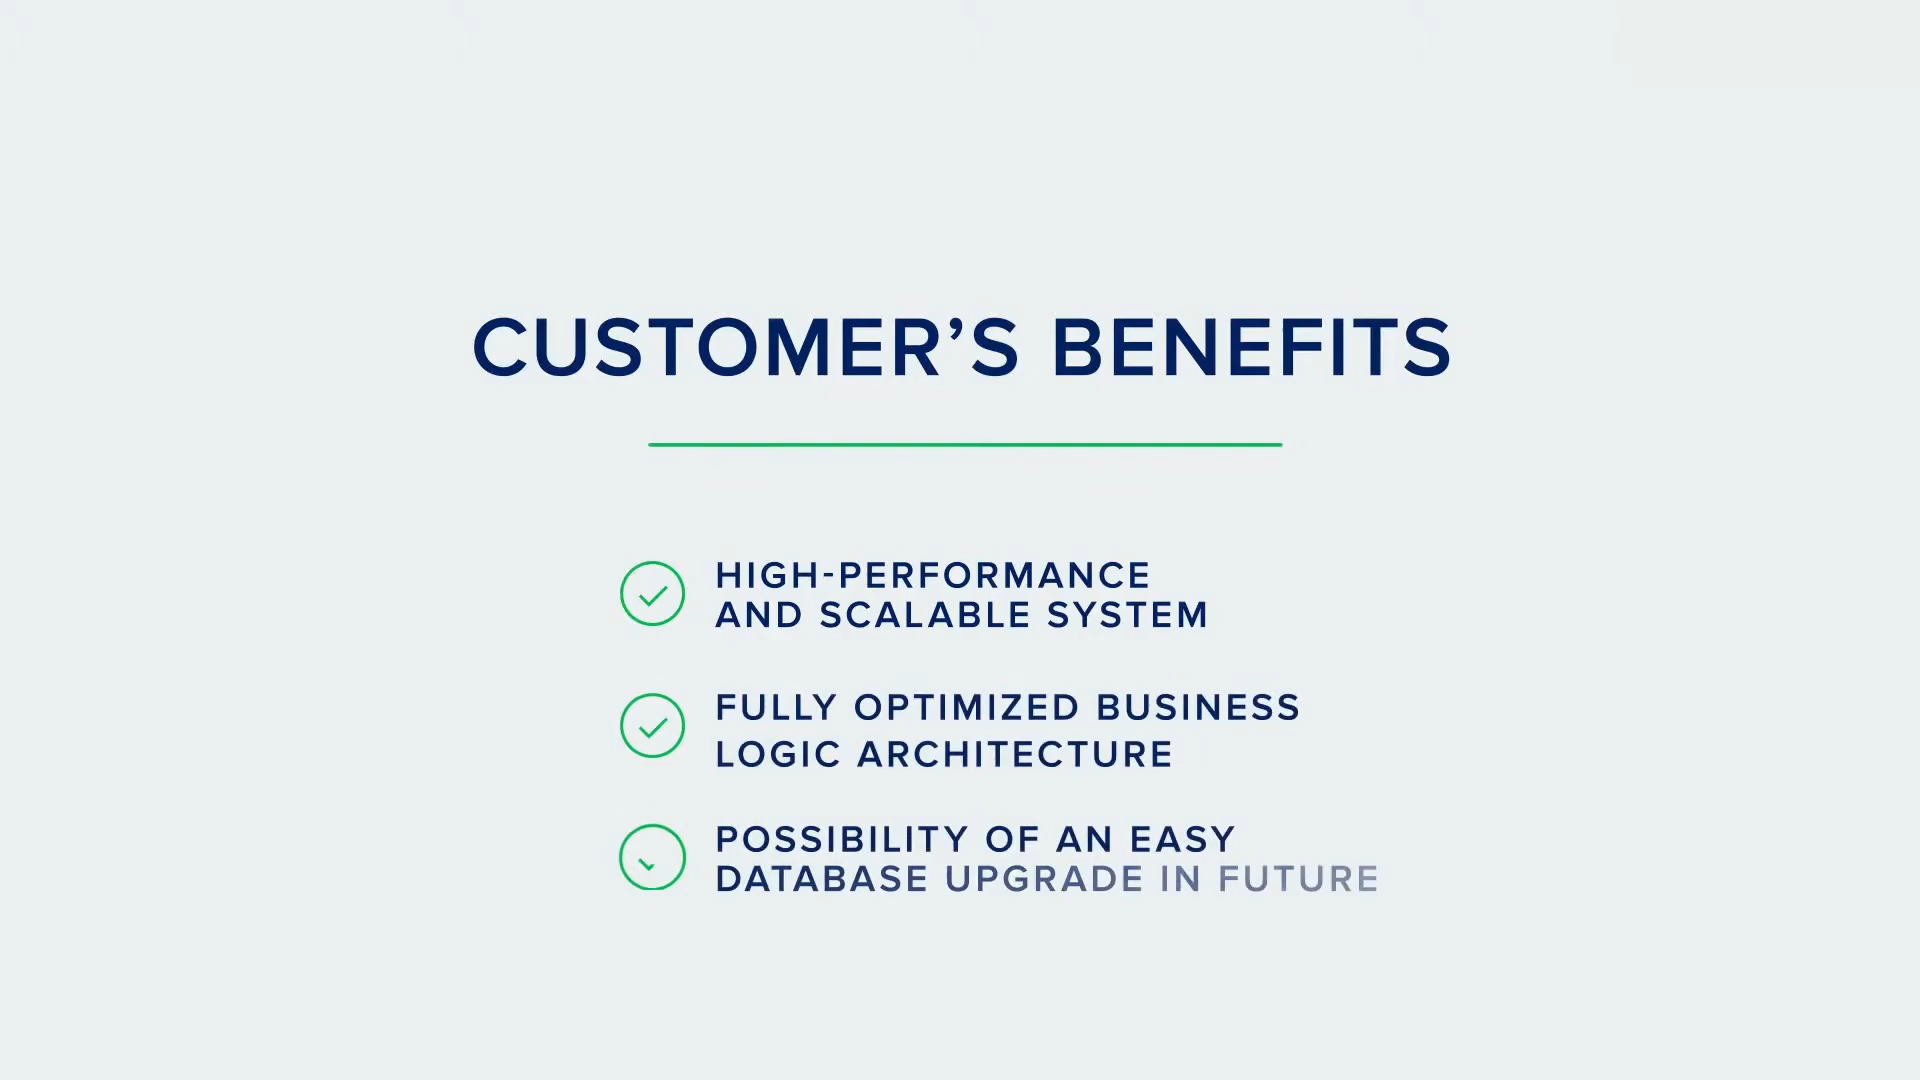 CUSTOMER’S BENEFITS
HIGH-PERFORMANCE
AND SCALABLE SYSTEM
FULLY OPTIMIZED BUSINESS
LOGIC ARCHITECTURE
POSSIBILITY OF AN EASY
DATABASE UPGRADE IN FUTURE